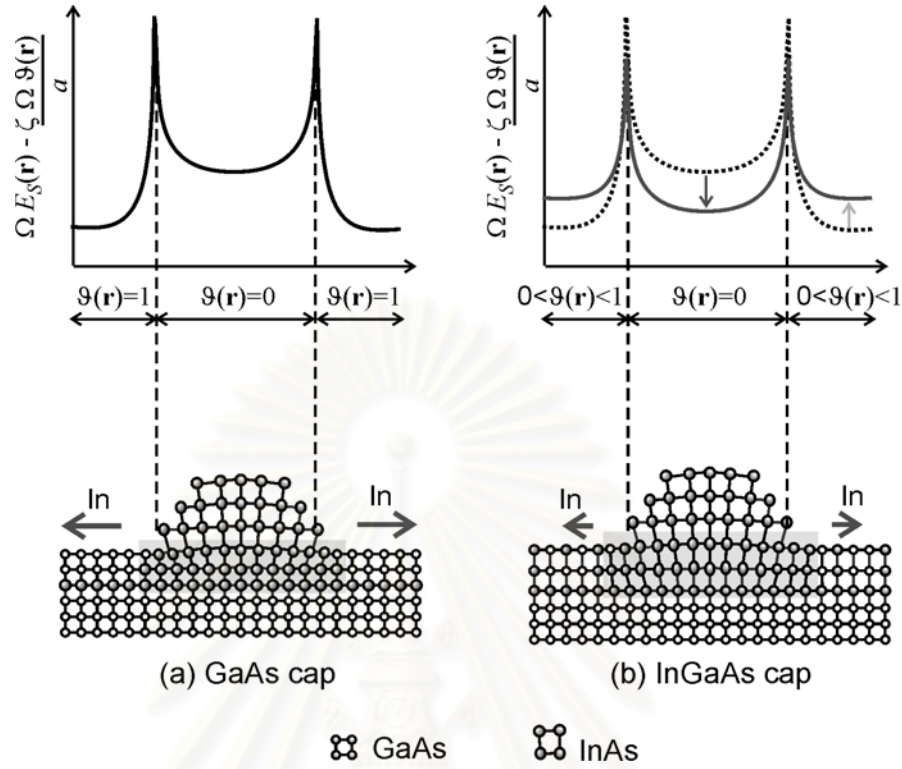 Ω E_S(r) - ζ Ω ϑ(r)
a
Ω E_S(r) - ζ Ω ϑ(r)
a
ϑ(r)=1
ϑ(r)=0
ϑ(r)=1
0<ϑ(r)<1
ϑ(r)=0
0<ϑ(r)<1
In
In
In
In
(a) GaAs cap
(b) InGaAs cap
GaAs
InAs